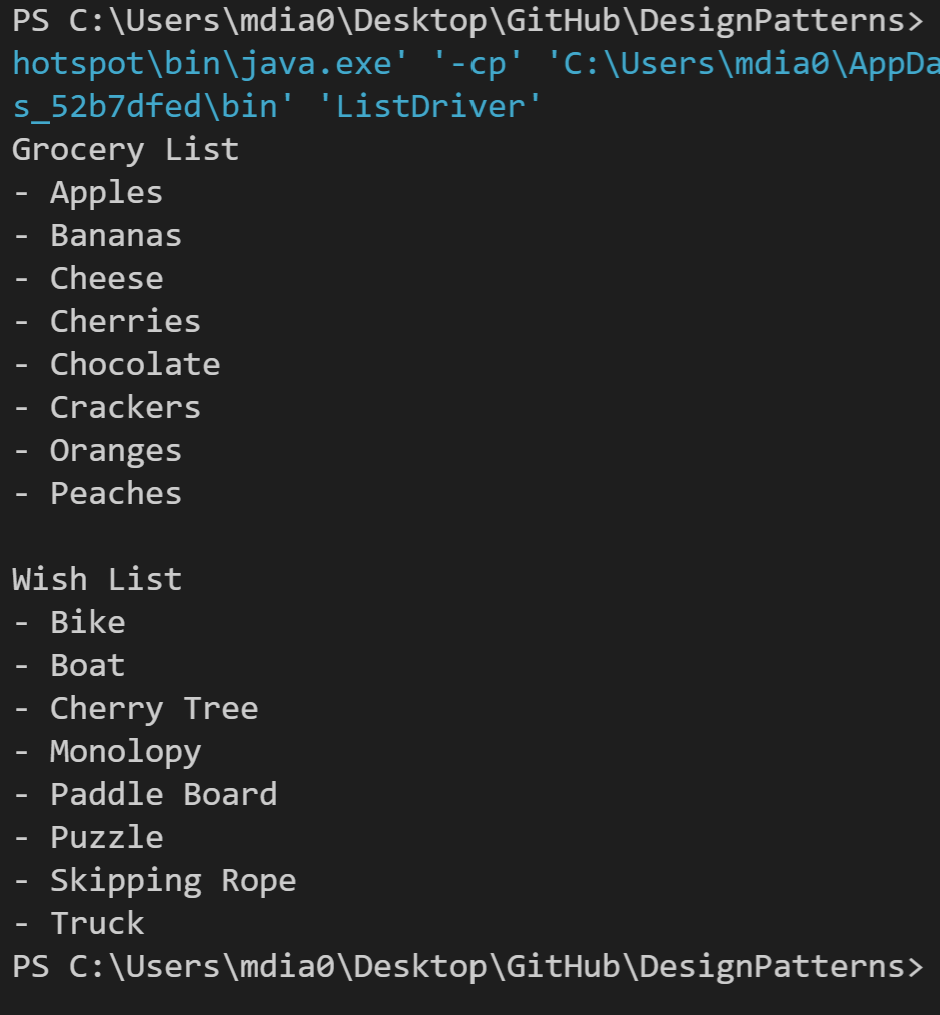 PS C:\Users\mdia0\Desktop\GitHub\DesignPatterns>
hotspot\bin\java.exe' '-cp' 'C:\Users\mdia0\AppDa
s_52b7dfed\bin' 'ListDriver'
Grocery List
- Apples
- Bananas
- Cheese
- Cherries
- Chocolate
- Crackers
- Oranges
- Peaches
Wish List
- Bike
- Boat
- Cherry Tree
- Monolopy
- Paddle Board
- Puzzle
- Skipping Rope
- Truck
PS C:\Users\mdia0\Desktop\GitHub\DesignPatterns>